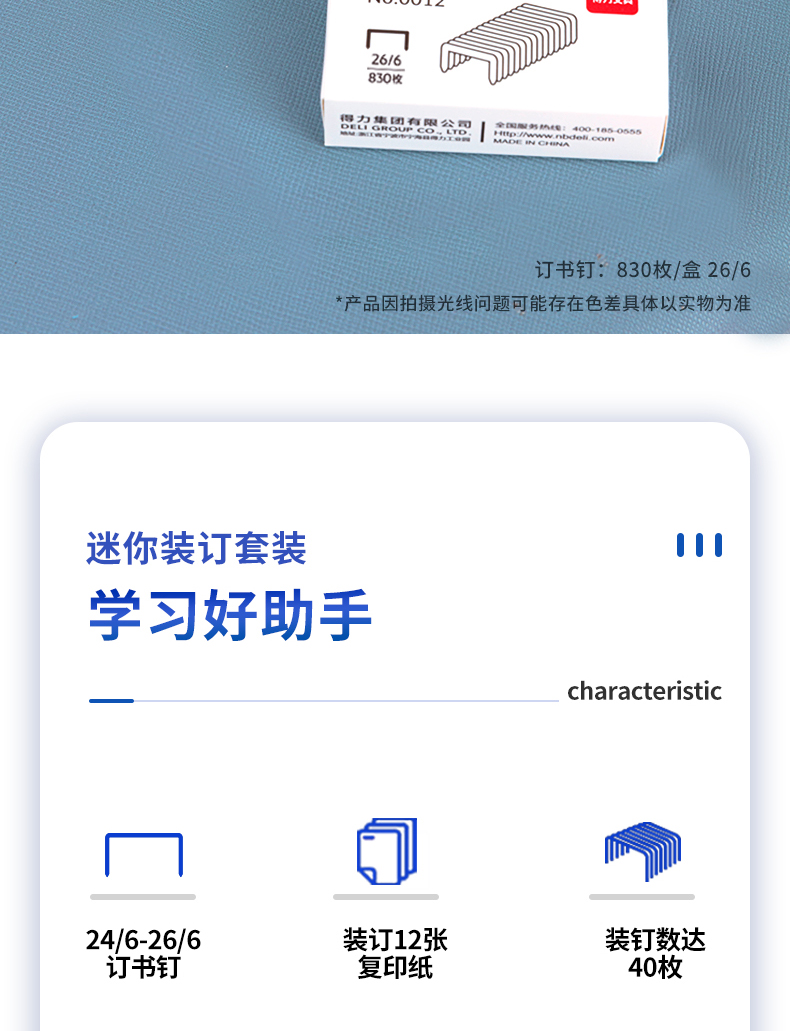 No.0012
26/6
830枚
得力集团有限公司
DELI GROUP CO., LTD.
地址:浙江省宁波市宁海县得力工业园
全国服务热线: 400-185-0555
Http://www.nbdeli.com
MADE IN CHINA
订书钉：830枚/盒 26/6
*产品因拍摄光线问题可能存在色差具体以实物为准
迷你装订套装
学习好助手
characteristic
24/6-26/6
订书钉
装订12张
复印纸
装钉数达
40枚